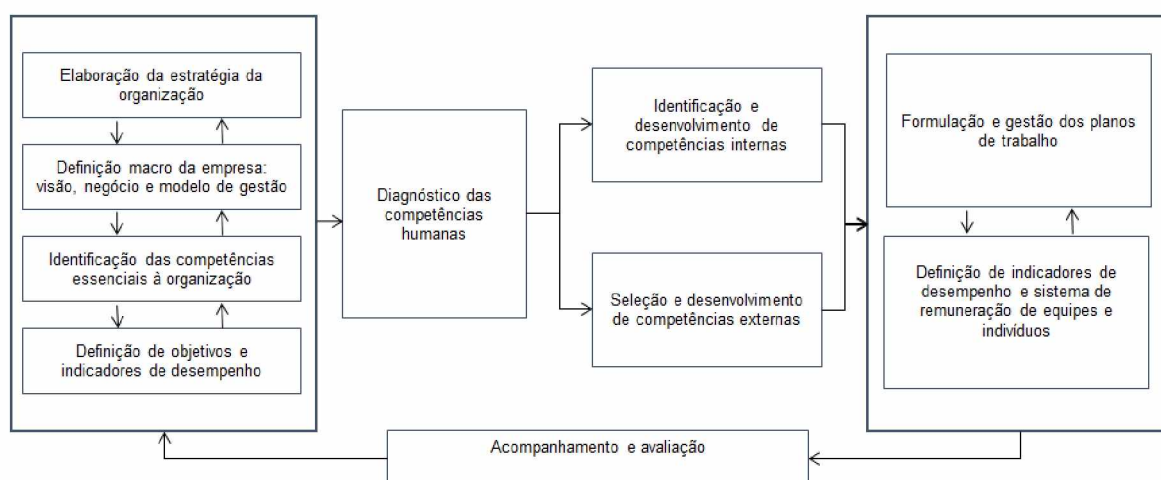 Elaboração da estratégia da
organização
Definição macro da empresa:
visão, negócio e modelo de gestão
Identificação das competências
essenciais à organização
Definição de objetivos e
indicadores de desempenho
Diagnóstico das
competências
humanas
Identificação e
desenvolvimento de
competências internas
Seleção e desenvolvimento
de competências externas
Formulação e gestão dos planos
de trabalho
Definição de indicadores de
desempenho e sistema de
remuneração de equipes e
indivíduos
Acompanhamento e avaliação